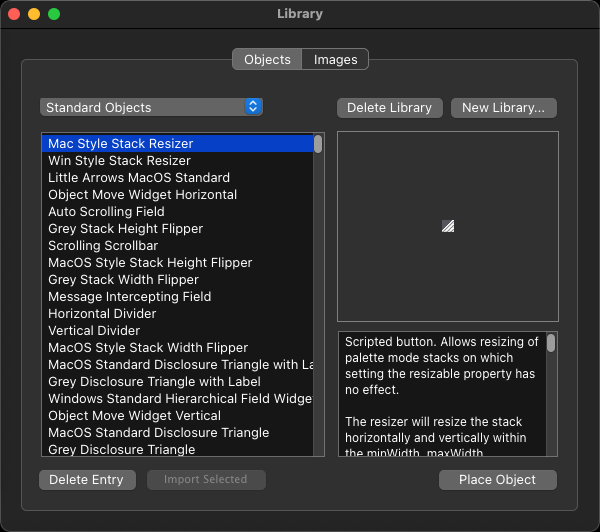 Library
Objects
Images
Standard Objects
Delete Library
New Library...
Mac Style Stack Resizer
Win Style Stack Resizer
Little Arrows MacOS Standard
Object Move Widget Horizontal
Auto Scrolling Field
Grey Stack Height Flipper
Scrolling Scrollbar
MacOS Style Stack Height Flipper
Grey Stack Width Flipper
Message Intercepting Field
Horizontal Divider
Vertical Divider
MacOS Style Stack Width Flipper
MacOS Standard Disclosure Triangle with La
Grey Disclosure Triangle with Label
Windows Standard Hierarchical Field Widge
Object Move Widget Vertical
MacOS Standard Disclosure Triangle
Grey Disclosure Triangle
Scripted button. Allows resizing of
palette mode stacks on which
setting the resizable property has
no effect.
The resizer will resize the stack
horizontally and vertically within
the minWidth, maxWidth,
Delete Entry
Import Selected
Place Object